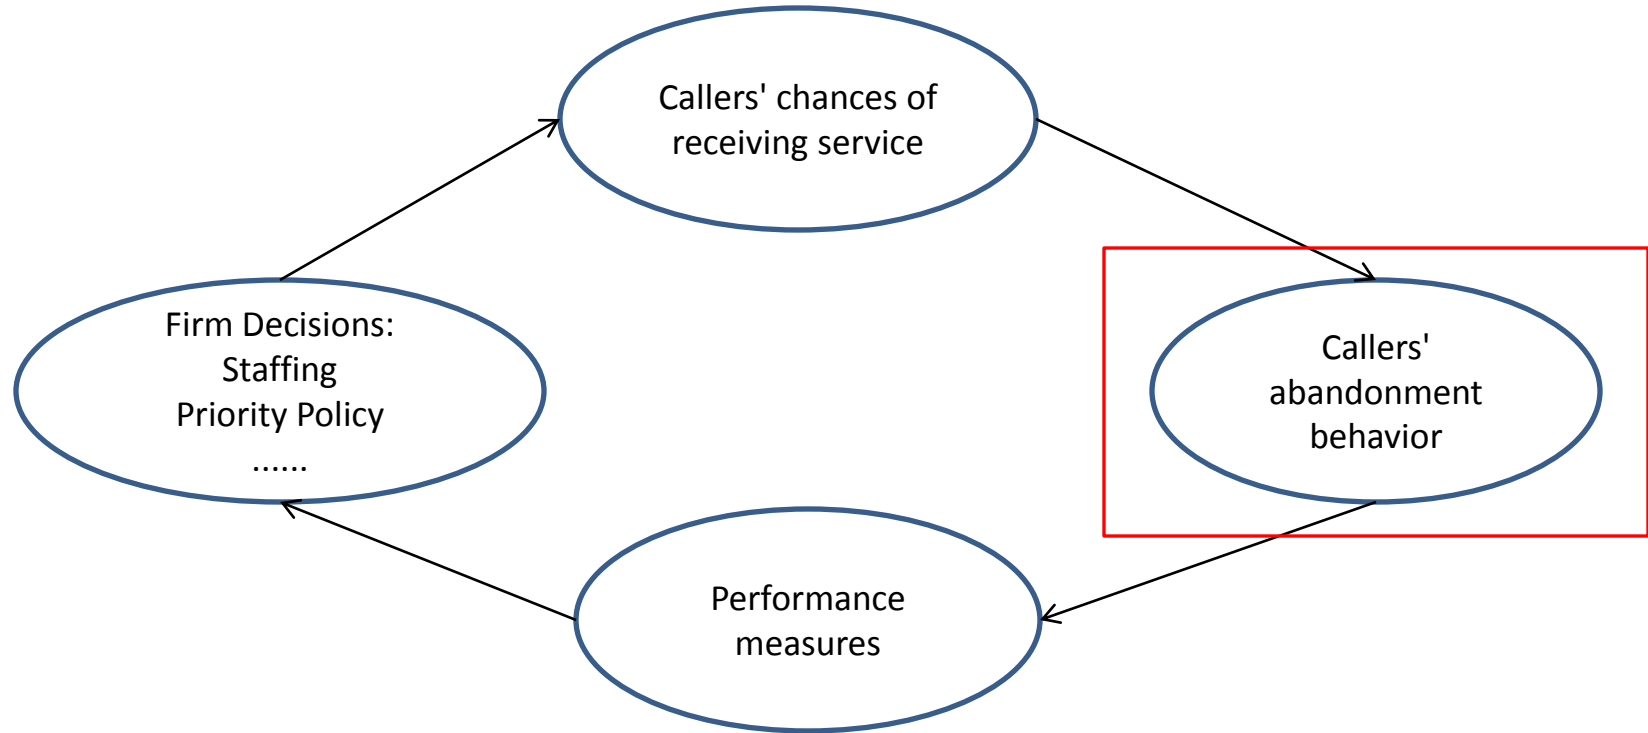 Callers' chances of
receiving service
Firm Decisions:
Staffing
Priority Policy
......
Callers'
abandonment
behavior
Performance
measures